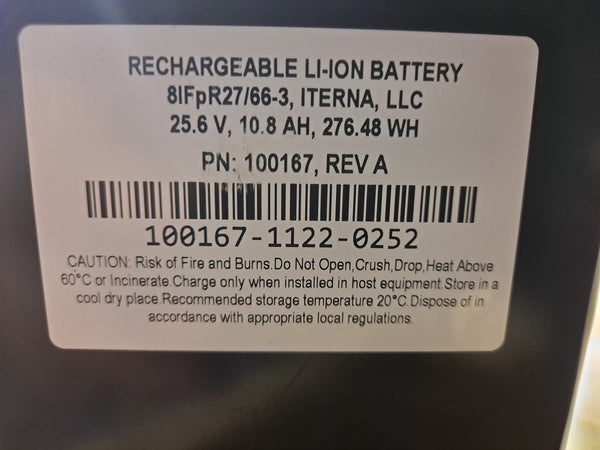 RECHARGEABLE LI-ION BATTERY
8IFpR27/66-3, ITERNA, LLC
25.6 V, 10.8 AH, 276.48 WH
PN: 100167, REV A
100167-1122-0252
CAUTION: Risk of Fire and Burns.Do Not Open,Crush,Drop,Heat Above
60°C or Incinerate.Charge only when installed in host equipment.Store in a
cool dry place.Recommended storage temperature 20°C.Dispose of in
accordance with appropriate local regulations.